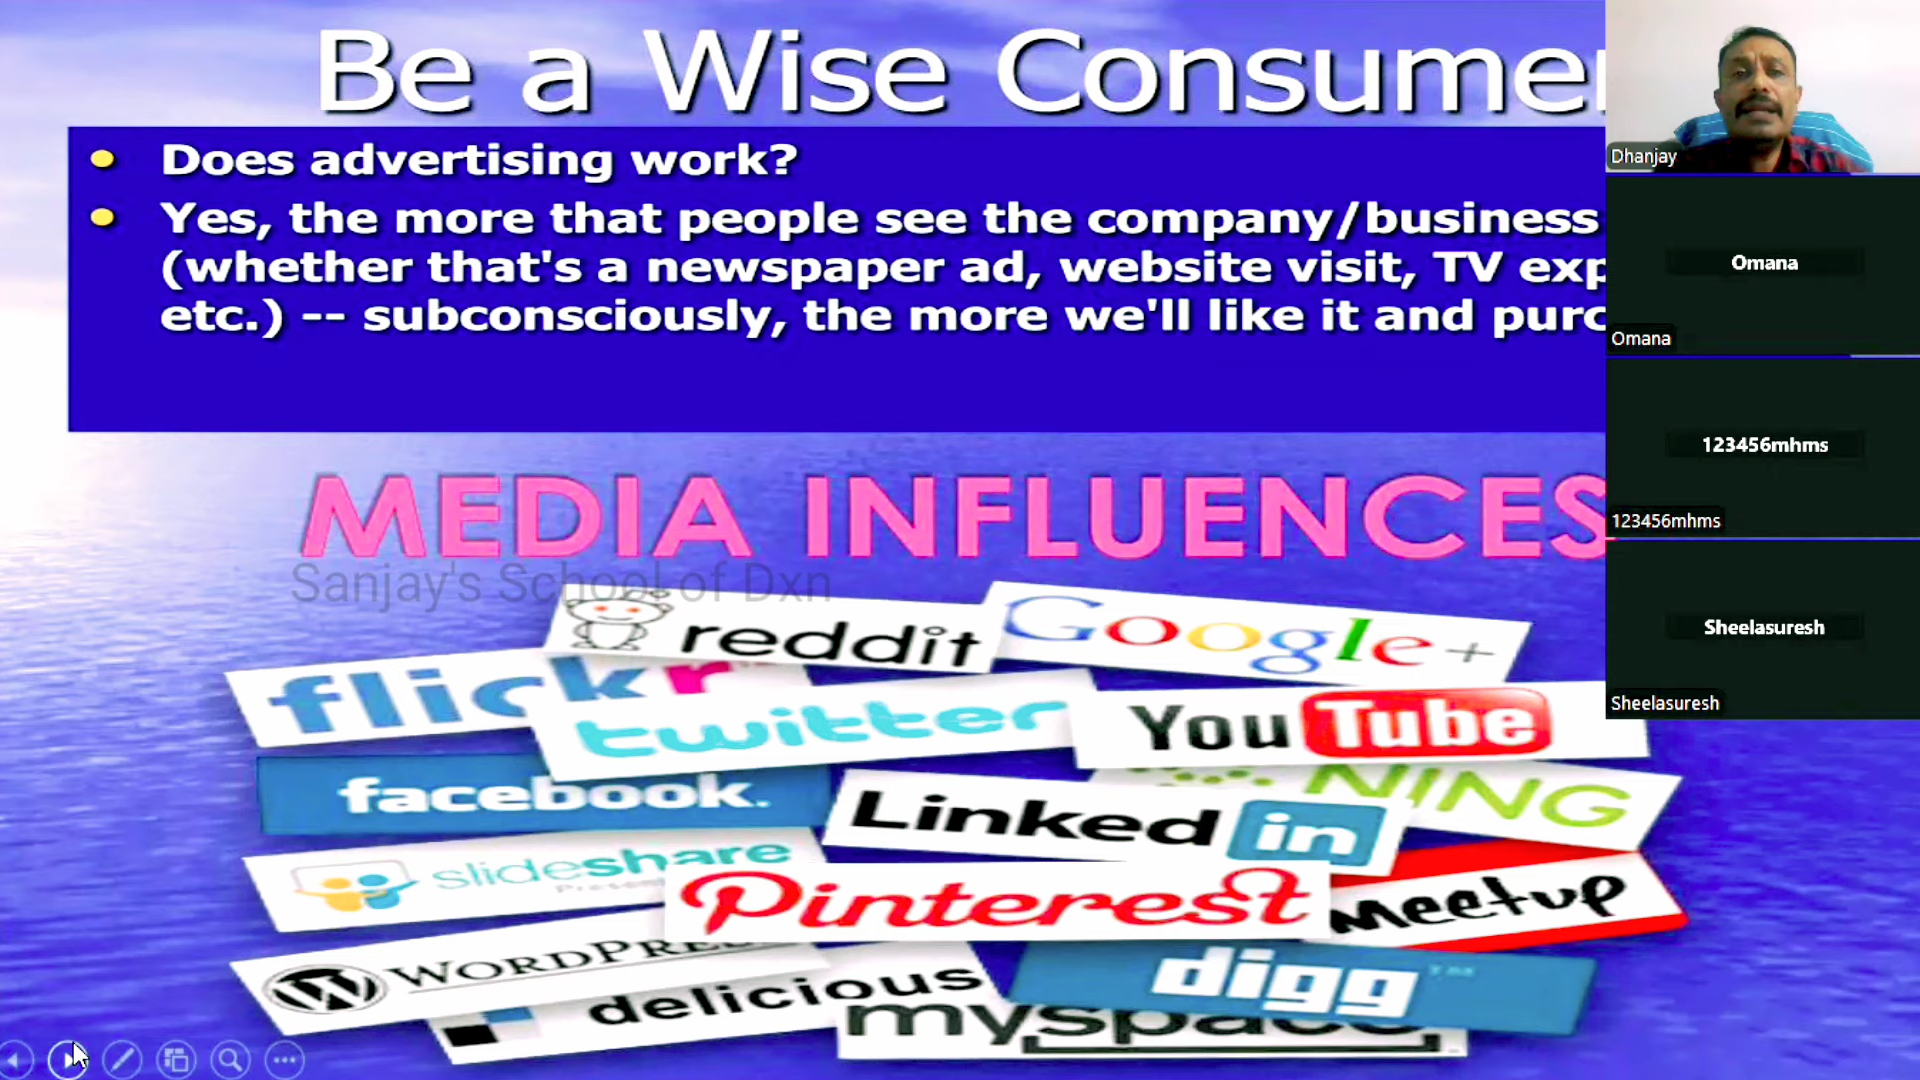 Be a Wise Consumer
Does advertising work?
Yes, the more that people see the company/business
(whether that's a newspaper ad, website visit, TV exp
etc.) -- subconsciously, the more we'll like it and purc
MEDIA INFLUENCES
Sanjay's School of Dxn
reddit
Google+
flickr
twitter
YouTube
facebook.
Linked in
NING
slideshare
Pinterest
Meetup
WORDPRE
delicious
digg
myspace
Dhanjay
Omana
Omana
123456mhms
123456mhms
Sheelasuresh
Sheelasuresh